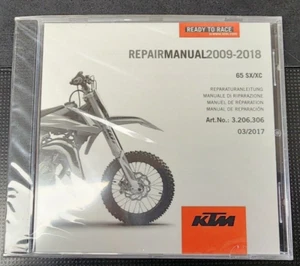 READY TO RACE
REPAIRMANUAL2009-2018
65 SX/XC
REPARATURANLEITUNG
MANUALE DI RIPARAZIONE
MANUEL DE RÉPARATION
MANUAL DE REPARACIÓN
Art.No.: 3.206.306
03/2017
KTM